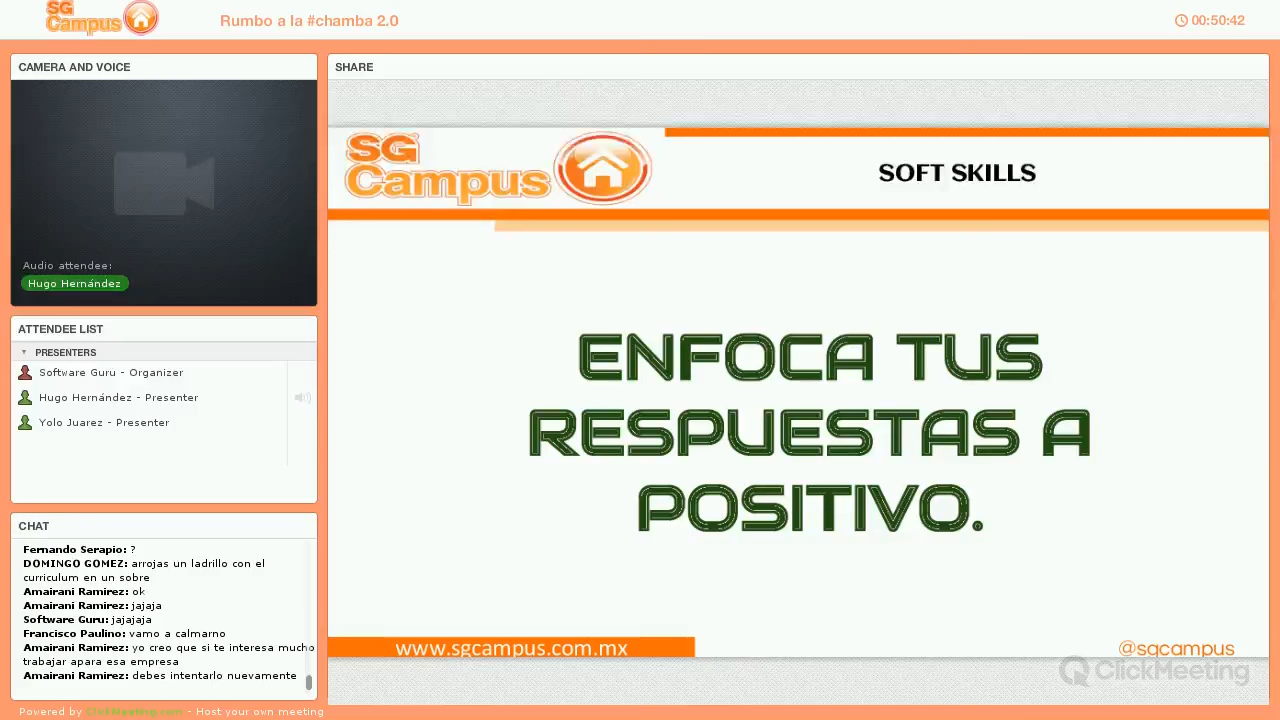 SG
Campus
Rumbo a la #chamba 2.0
00:50:42
CAMERA AND VOICE
Audio attendee:
Hugo Hernández
ATTENDEE LIST
PRESENTERS
Software Guru - Organizer
Hugo Hernández - Presenter
Yolo Juarez - Presenter
CHAT
Fernando Serapio: ?
DOMINGO GOMEZ: arrojas un ladrillo con el
curriculum en un sobre
Amairani Ramirez: ok
Amairani Ramirez: jajaja
Software Guru: jajajaja
Francisco Paulino: vamo a calmarno
Amairani Ramirez: yo creo que si te interesa mucho
trabajar apara esa empresa
Amairani Ramirez: debes intentarlo nuevamente
Powered by ClickMeeting.com - Host your own meeting
SHARE
SG
Campus
SOFT SKILLS
ENFOCA TUS
RESPUESTAS A
POSITIVO.
www.sgcampus.com.mx
@sgcampus
ClickMeeting